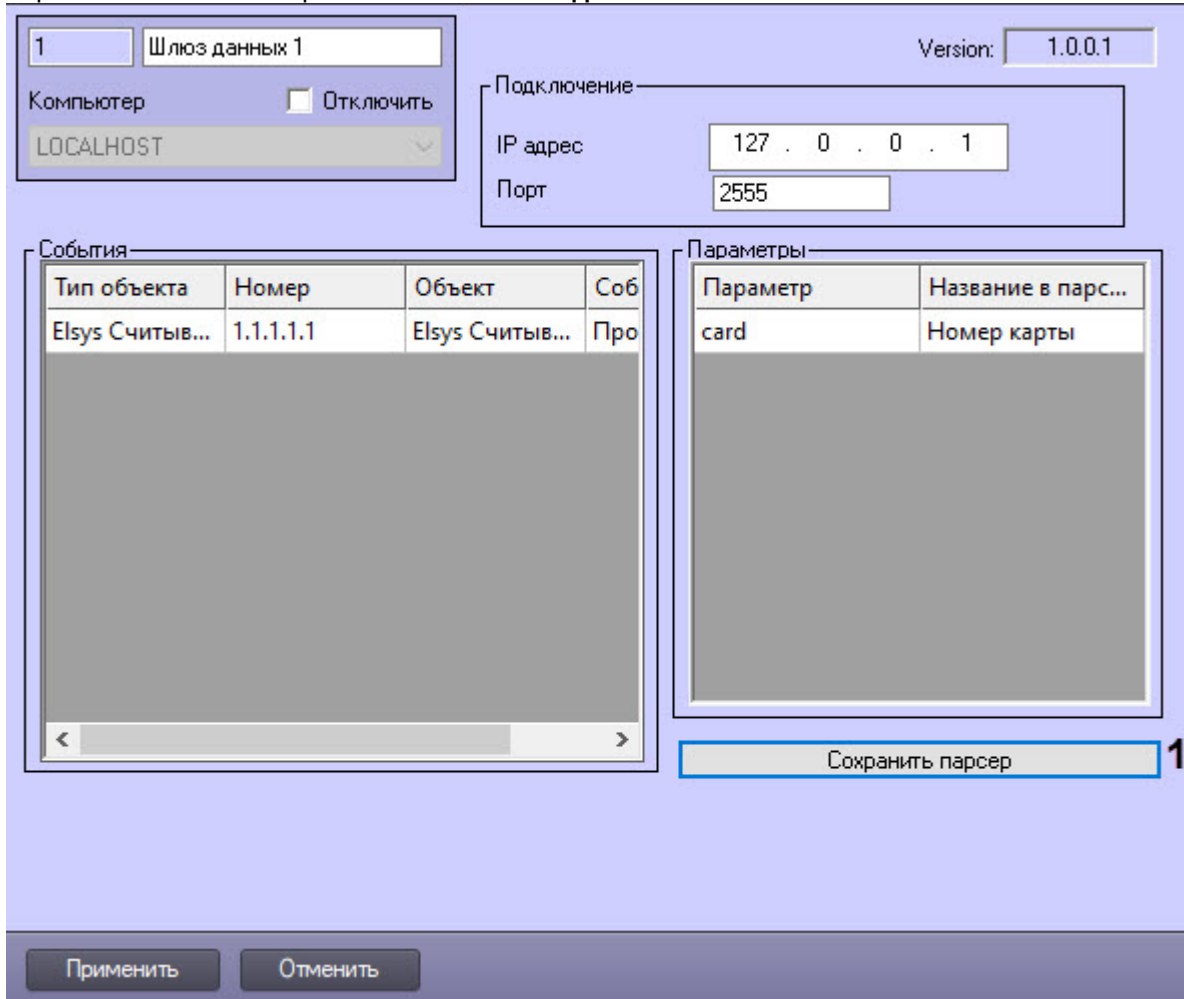 1 Шлюз данных 1
Version: 1.0.0.1
Компьютер Отключить
LOCALHOST
Подключение
IP адрес 127 . 0 . 0 . 1
Порт 2555
События
Тип объекта Номер Объект Соб
Elsys Считыв... 1.1.1.1.1 Elsys Считыв... Про
Параметры
Параметр Название в парс...
card Номер карты
Сохранить парсер 1
Применить Отменить